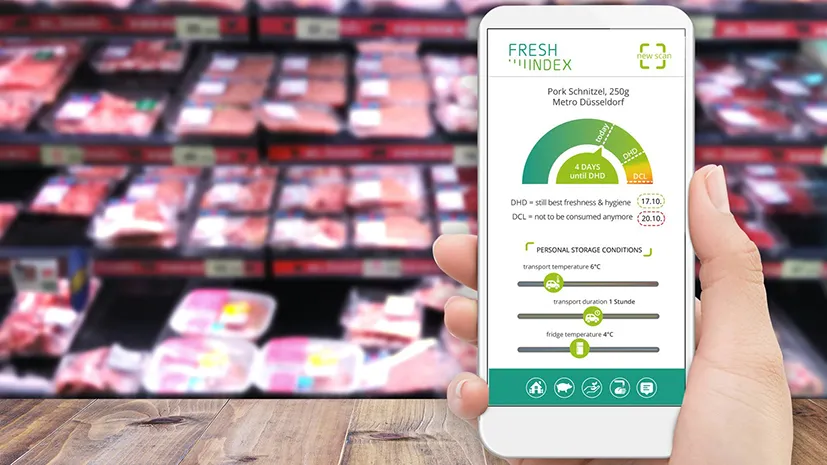 FRESH
INDEX
new scan
Pork Schnitzel, 250g
Metro Düsseldorf
today
DHD
DCL
4 DAYS
until DHD
DHD = still best freshness & hygiene 17.10.
DCL = not to be consumed anymore 20.10.
PERSONAL STORAGE CONDITIONS
transport temperature 6°C
transport duration 1 Stunde
fridge temperature 4°C